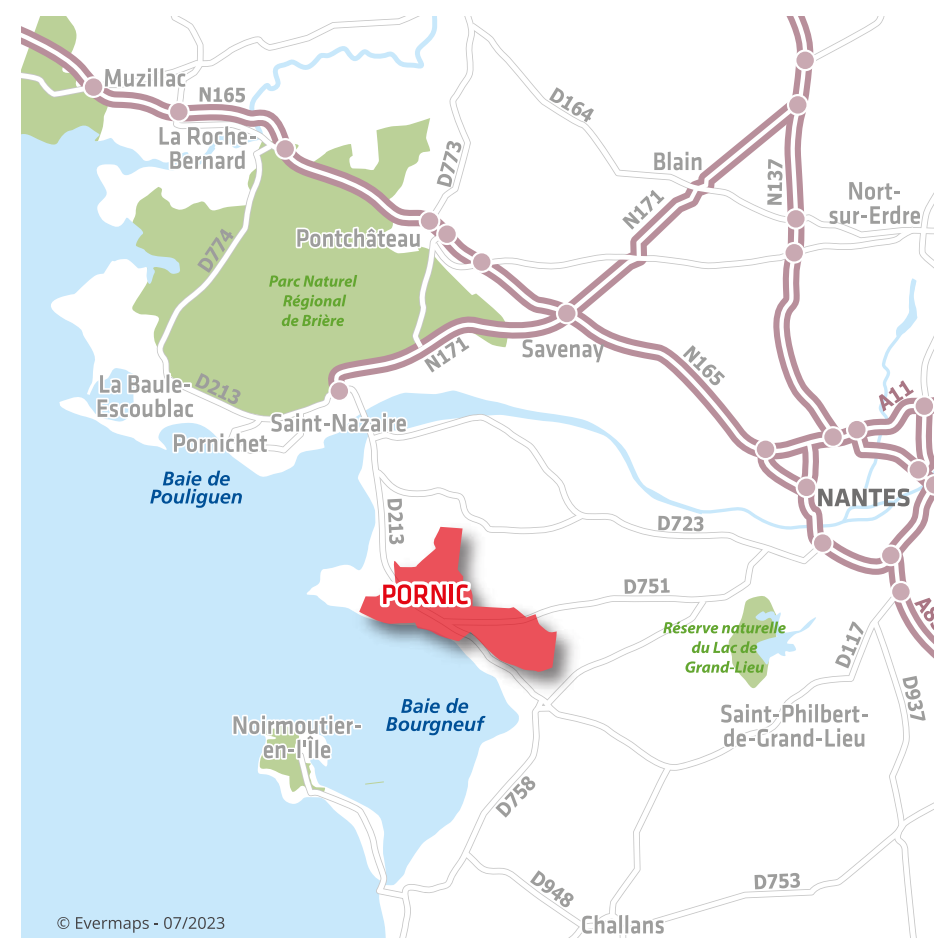 Muzillac
N165
La Roche-
Bernard
D164
D773
Blain
N137
Nort-
sur-Erdre
N171
D774
Pontchâteau
Parc Naturel
Régional
de Brière
N171
Savenay
N165
La Baule-
Escoublac
D213
Saint-Nazaire
Pornichet
A11
Baie de
Pouliguen
NANTES
D213
D723
PORNIC
D751
Réserve naturelle
du Lac de
Grand-Lieu
D117
D937
Baie de
Bourgneuf
Noirmoutier-
en-l'Île
Saint-Philbert-
de-Grand-Lieu
D758
D948
D753
Challans
© Evermaps - 07/2023